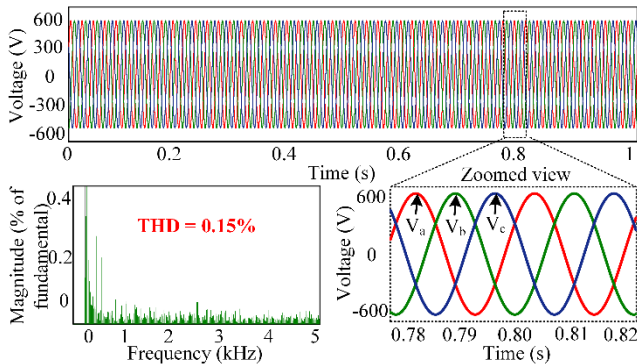 600
300
0
-300
-600
Voltage (V)
0
0.2
0.4
0.6
0.8
1
Time (s)
Zoomed view
0.4
0.2
0
Magnitude (% of
fundamental)
THD = 0.15%
0
1
2
3
4
5
Frequency (kHz)
600
0
-600
Voltage (V)
Va
Vb
Vc
0.78
0.79
0.80
0.81
0.82
Time (s)